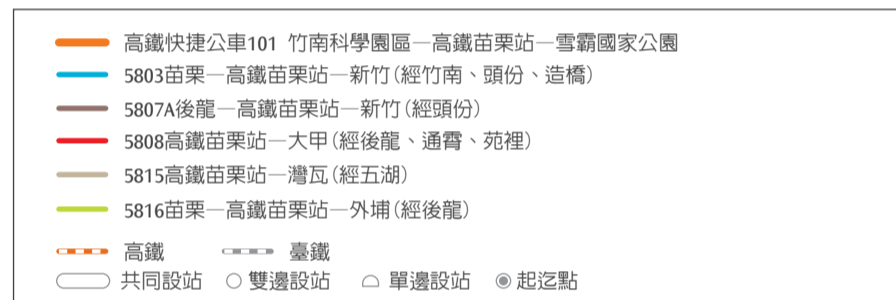 高鐵快捷公車101 竹南科學園區—高鐵苗栗站—雪霸國家公園
5803苗栗—高鐵苗栗站—新竹(經竹南、頭份、造橋)
5807A後龍—高鐵苗栗站—新竹(經頭份)
5808高鐵苗栗站—大甲(經後龍、通霄、苑裡)
5815高鐵苗栗站—灣瓦(經五湖)
5816苗栗—高鐵苗栗站—外埔(經後龍)
高鐵 臺鐵
共同設站 雙邊設站 單邊設站 起迄點